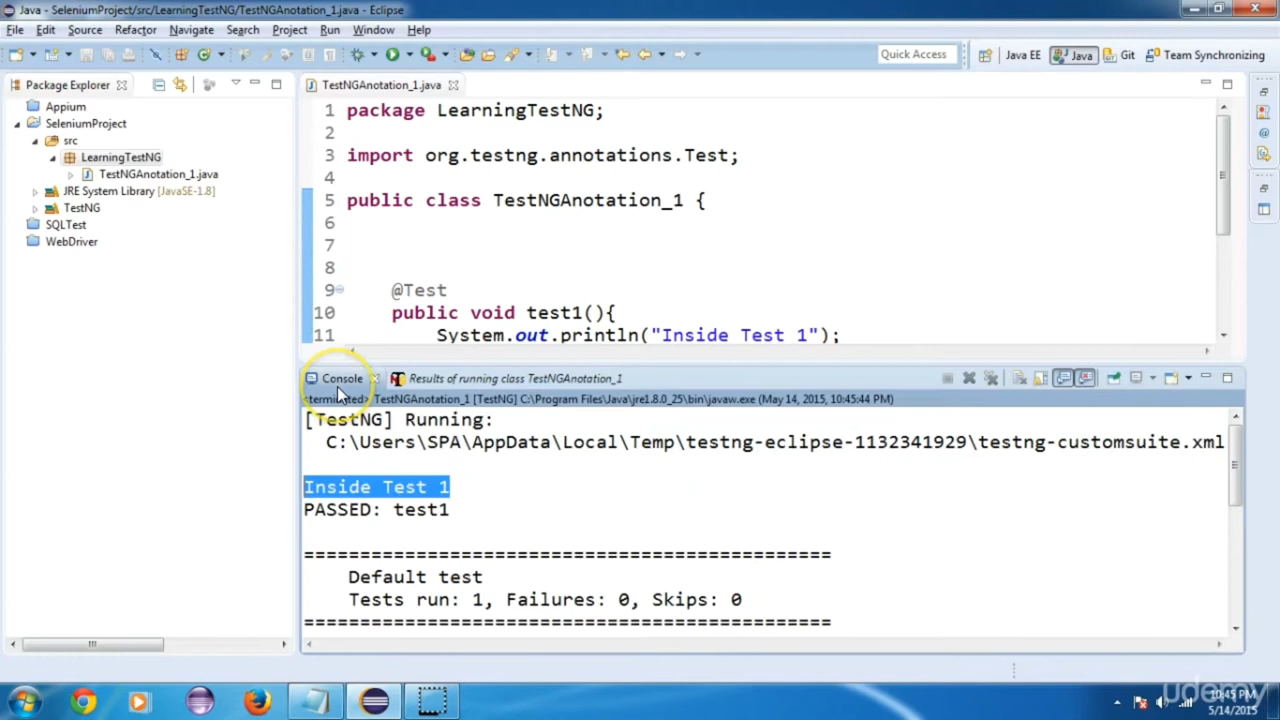 Java - SeleniumProject/src/LearningTestNG/TestNGAnotation_1.java - Eclipse
File Edit Source Refactor Navigate Search Project Run Window Help
Quick Access Java EE Java Git Team Synchronizing
Package Explorer
Appium
SeleniumProject
src
LearningTestNG
TestNGAnotation_1.java
JRE System Library [JavaSE-1.8]
TestNG
SQLTest
WebDriver
TestNGAnotation_1.java
1 package LearningTestNG;
2
3 import org.testng.annotations.Test;
4
5 public class TestNGAnotation_1 {
6
7
8
9 @Test
10 public void test1(){
11 System.out.println("Inside Test 1");
Console Results of running class TestNGAnotation_1
<terminated> TestNGAnotation_1 [TestNG] C:\Program Files\Java\jre1.8.0_25\bin\javaw.exe (May 14, 2015, 10:45:44 PM)
[TestNG] Running:
C:\Users\SPA\AppData\Local\Temp\testng-eclipse-1132341929\testng-customsuite.xml
Inside Test 1
PASSED: test1
===============================================
Default test
Tests run: 1, Failures: 0, Skips: 0
===============================================
udemy
10:45 PM
5/14/2015